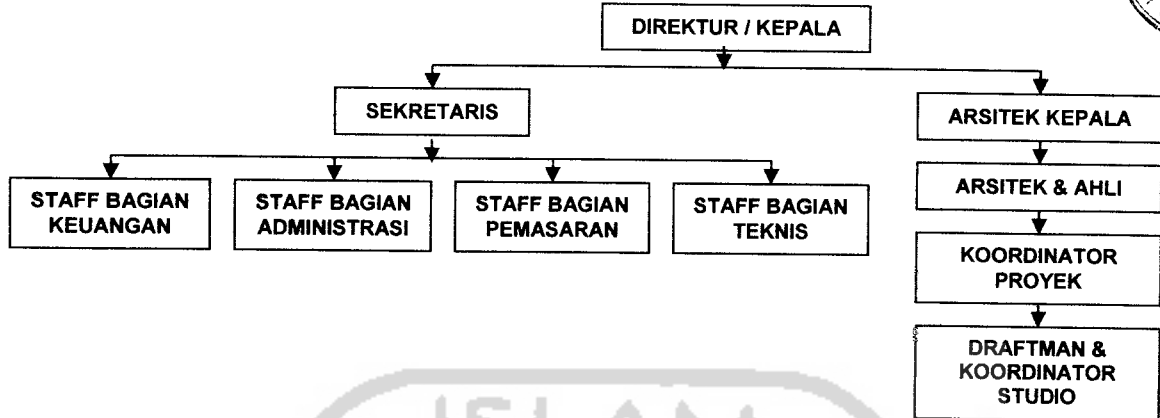 DIREKTUR / KEPALA
SEKRETARIS
ARSITEK KEPALA
STAFF BAGIAN
KEUANGAN
STAFF BAGIAN
ADMINISTRASI
STAFF BAGIAN
PEMASARAN
STAFF BAGIAN
TEKNIS
ARSITEK & AHLI
KOORDINATOR
PROYEK
DRAFTMAN &
KOORDINATOR
STUDIO
ISLAM